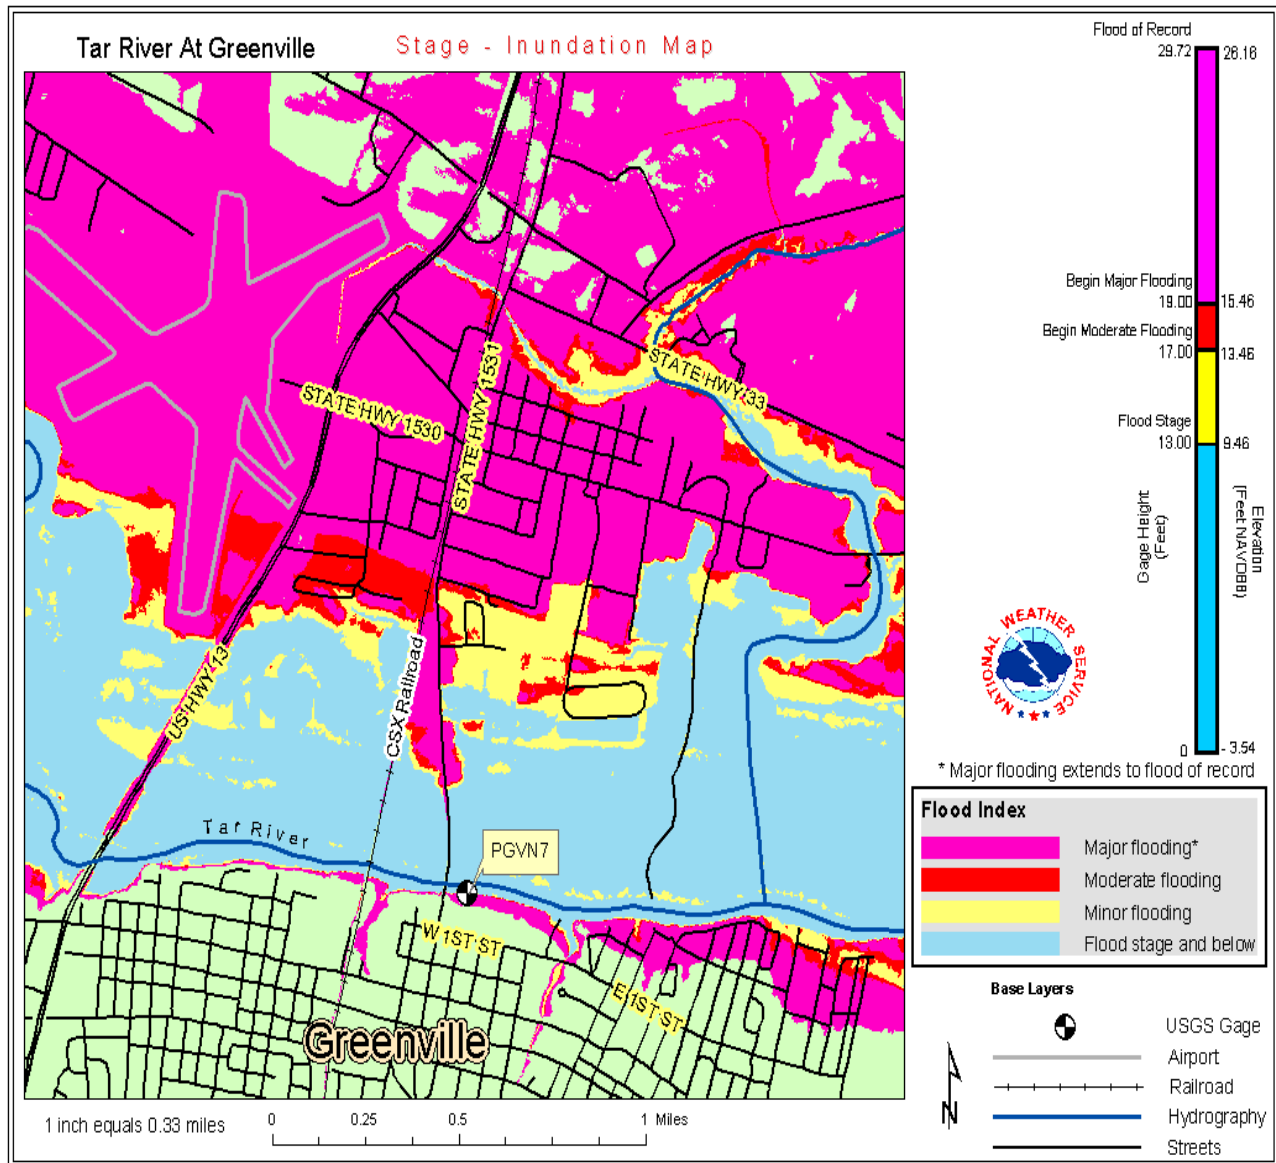 Tar River At Greenville
Stage - Inundation Map
Flood of Record
29.72
26.18
Begin Major Flooding
19.00
15.46
Begin Moderate Flooding
17.00
13.46
Flood Stage
13.00
9.46
Gage Height
(Feet)
Elevation
(Feet NAVD88)
0
- 3.54
* Major flooding extends to flood of record
NATIONAL WEATHER SERVICE
STATE HWY 1531
STATE HWY 33
STATE HWY 1530
US HWY 13
CSX Railroad
Tar River
PGVN7
W 1ST ST
E 1ST ST
Greenville
Flood Index
Major flooding*
Moderate flooding
Minor flooding
Flood stage and below
Base Layers
USGS Gage
Airport
Railroad
Hydrography
Streets
N
1 inch equals 0.33 miles
0 0.25 0.5 1 Miles